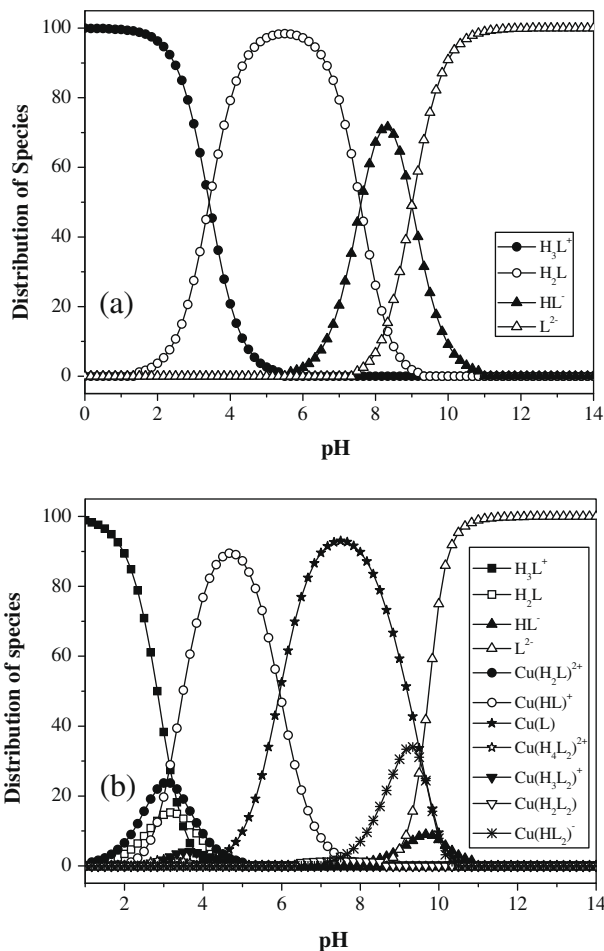 100
80
60
40
20
0
Distribution of Species
(a)
H₃L⁺
H₂L
HL⁻
L²⁻
0 2 4 6 8 10 12 14
pH
100
80
60
40
20
0
Distribution of species
(b)
H₃L⁺
H₂L
HL⁻
L²⁻
Cu(H₂L)²⁺
Cu(HL)⁺
Cu(L)
Cu(H₄L₂)²⁺
Cu(H₃L₂)⁺
Cu(H₂L₂)
Cu(HL₂)⁻
2 4 6 8 10 12 14
pH